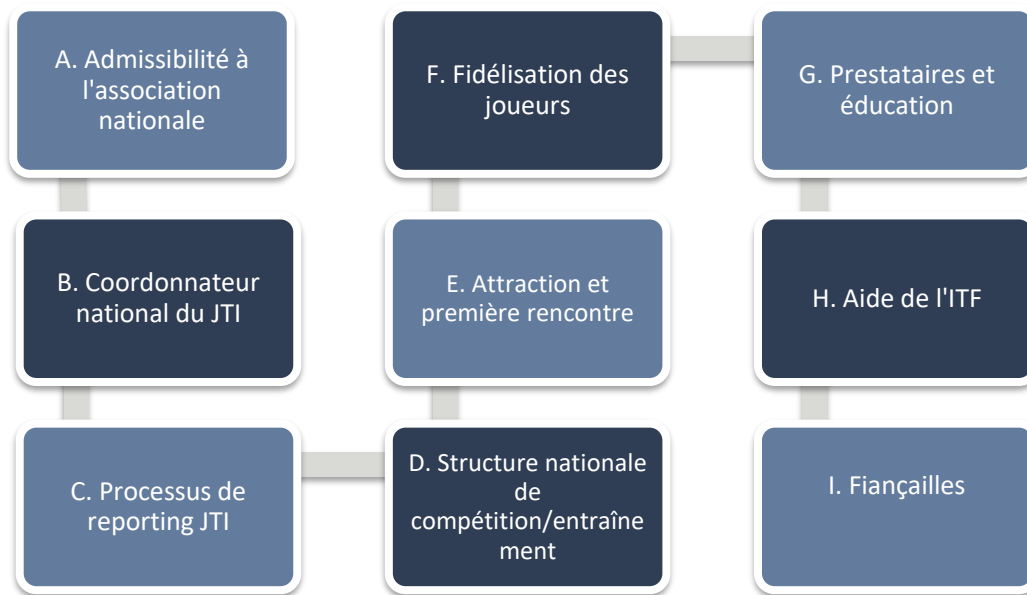 A. Admissibilité à
l'association
nationale
B. Coordonnateur
national du JTI
C. Processus de
reporting JTI
D. Structure nationale
de
compétition/entraîne
ment
E. Attraction et
première rencontre
F. Fidélisation des
joueurs
G. Prestataires et
éducation
H. Aide de l'ITF
I. Fiançailles